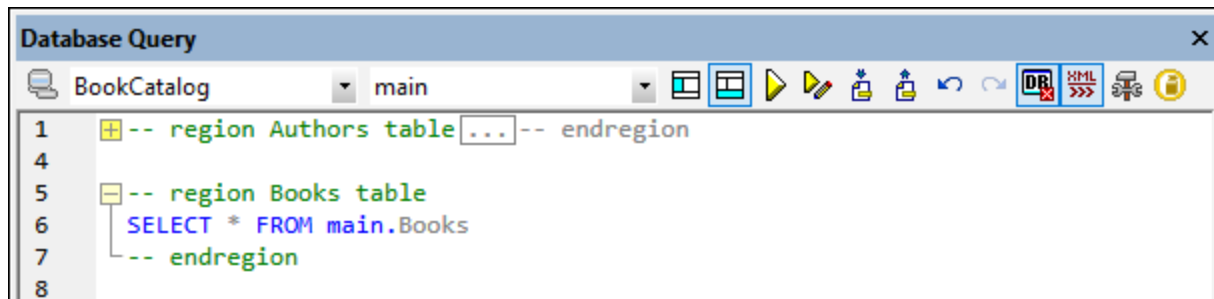 Database Query
BookCatalog main DB XML
1 -- region Authors table...-- endregion
4
5 -- region Books table
6 SELECT * FROM main.Books
7 -- endregion
8